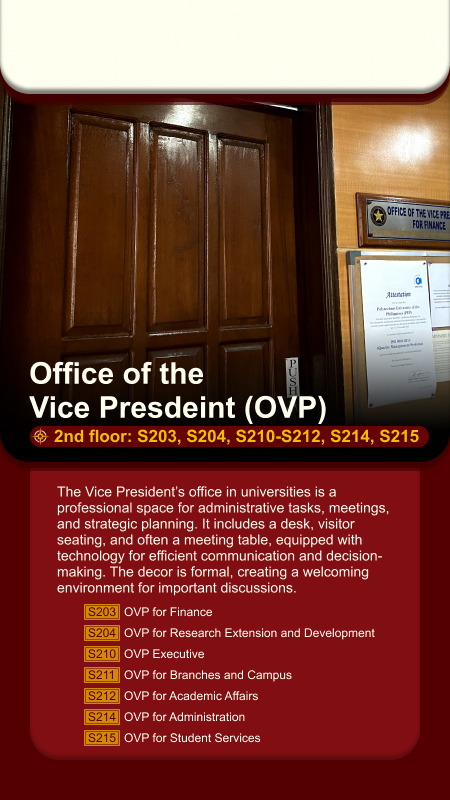 OFFICE OF THE VICE PRE
FOR FINANCE
Attestation
PUSH
Office of the
Vice Presdeint (OVP)
2nd floor: S203, S204, S210-S212, S214, S215
The Vice President's office in universities is a
professional space for administrative tasks, meetings,
and strategic planning. It includes a desk, visitor
seating, and often a meeting table, equipped with
technology for efficient communication and decision-
making. The decor is formal, creating a welcoming
environment for important discussions.
S203 OVP for Finance
S204 OVP for Research Extension and Development
S210 OVP Executive
S211 OVP for Branches and Campus
S212 OVP for Academic Affairs
S214 OVP for Administration
S215 OVP for Student Services